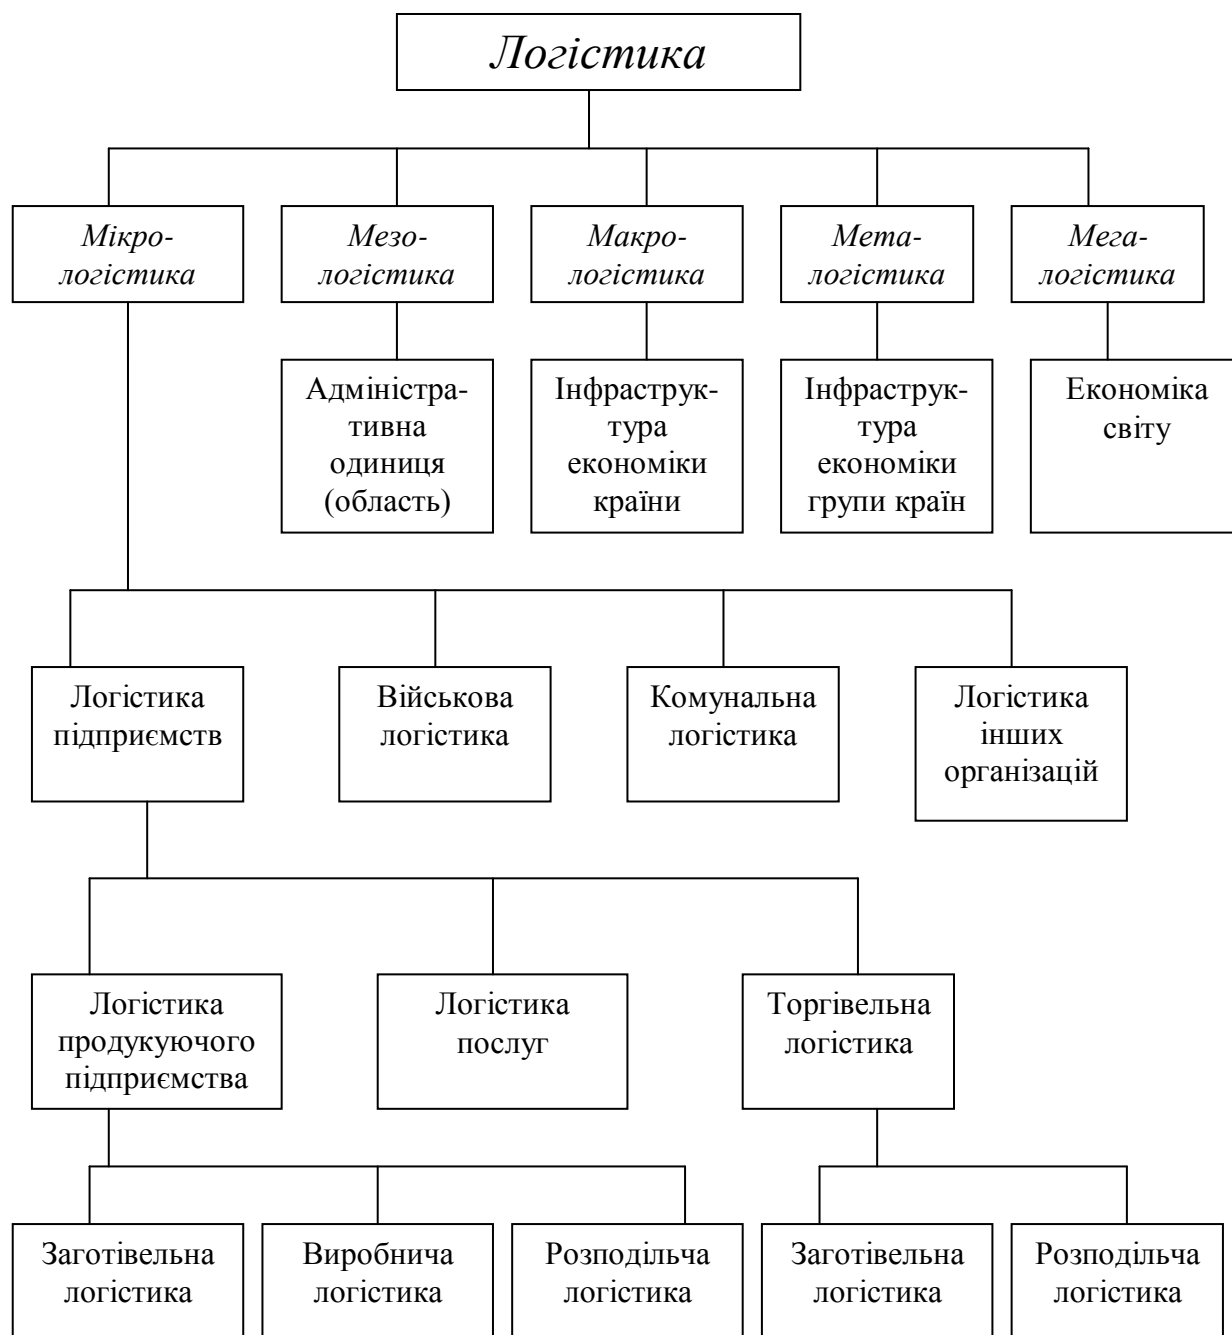 Логістика
Мікро-
логістика
Мезо-
логістика
Макро-
логістика
Мета-
логістика
Мега-
логістика
Адміністра-
тивна
одиниця
(область)
Інфраструк-
тура
економіки
країни
Інфраструк-
тура
економіки
групи країн
Економіка
світу
Логістика
підприємств
Військова
логістика
Комунальна
логістика
Логістика
інших
організацій
Логістика
продукуючого
підприємства
Логістика
послуг
Торгівельна
логістика
Заготівельна
логістика
Виробнича
логістика
Розподільча
логістика
Заготівельна
логістика
Розподільча
логістика